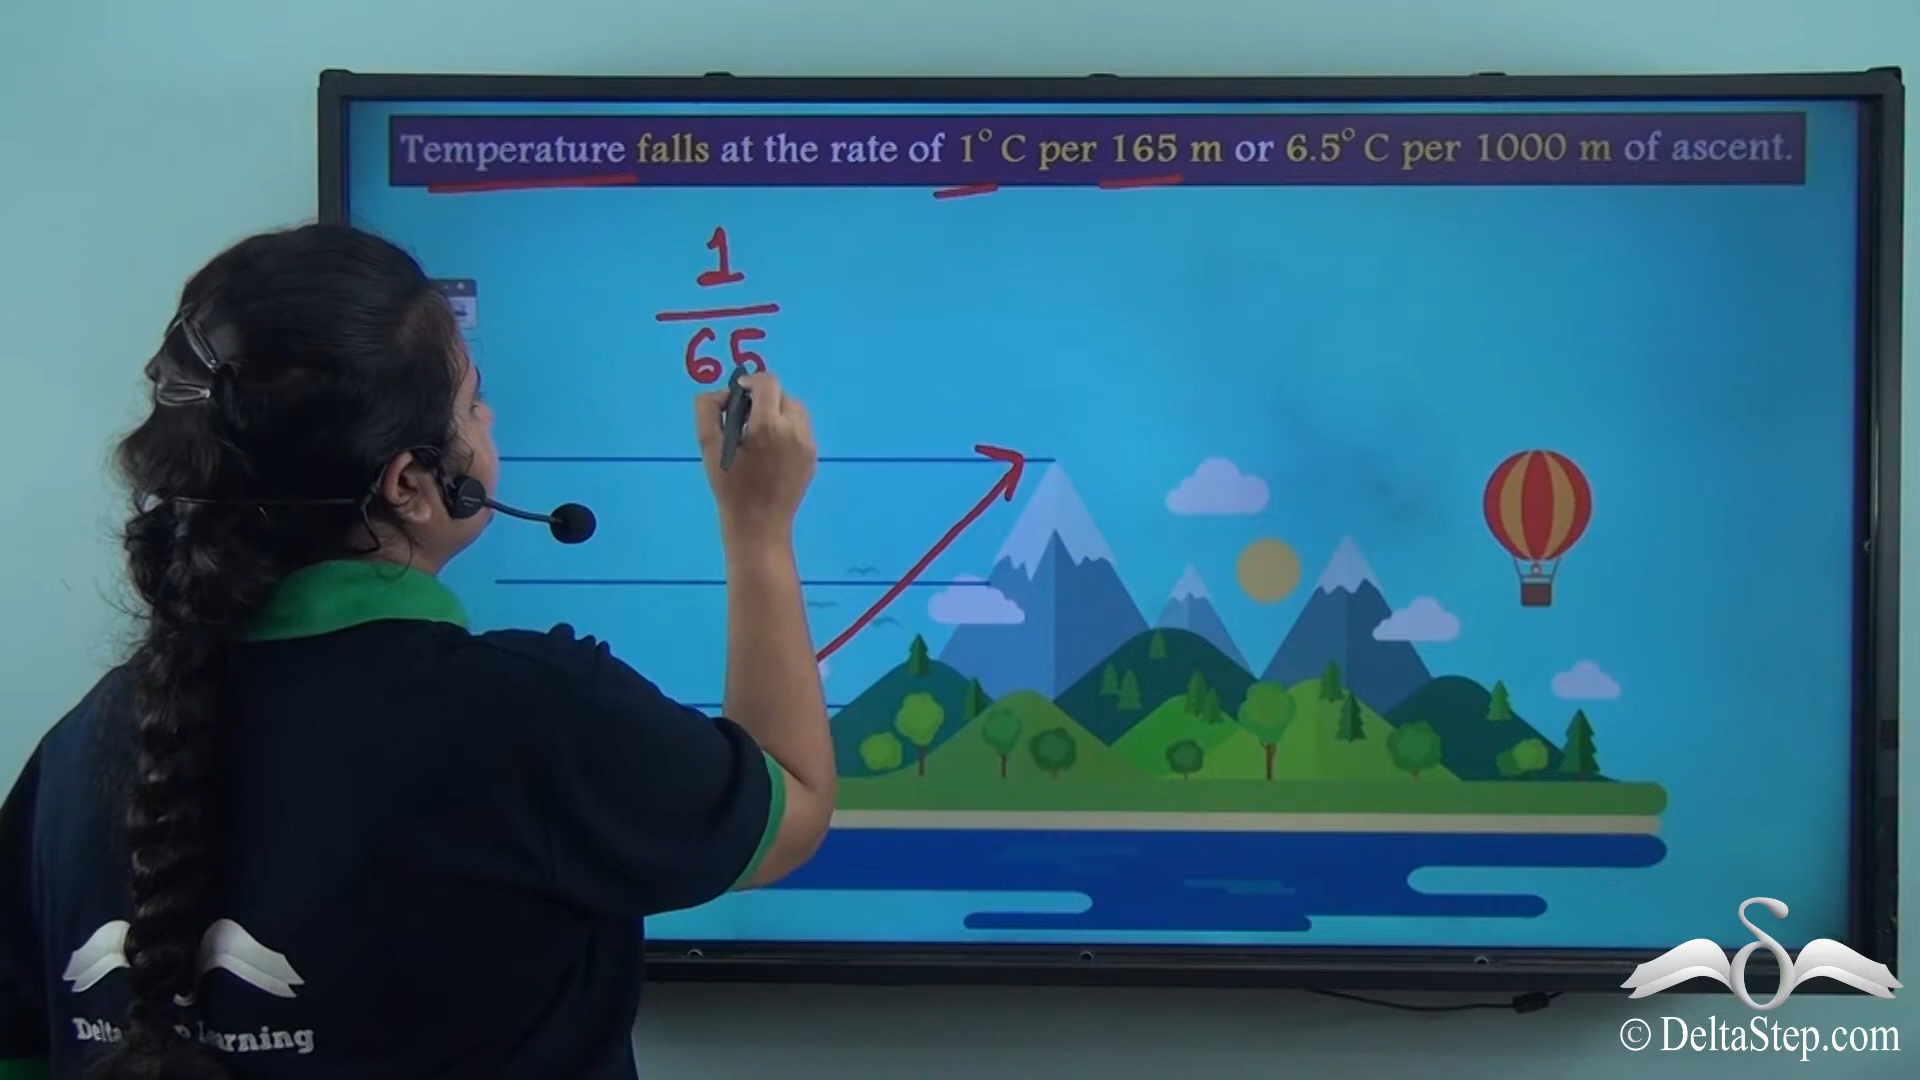 Temperature falls at the rate of 1° C per 165 m or 6.5° C per 1000 m of ascent.
1
65
Learning
© DeltaStep.com